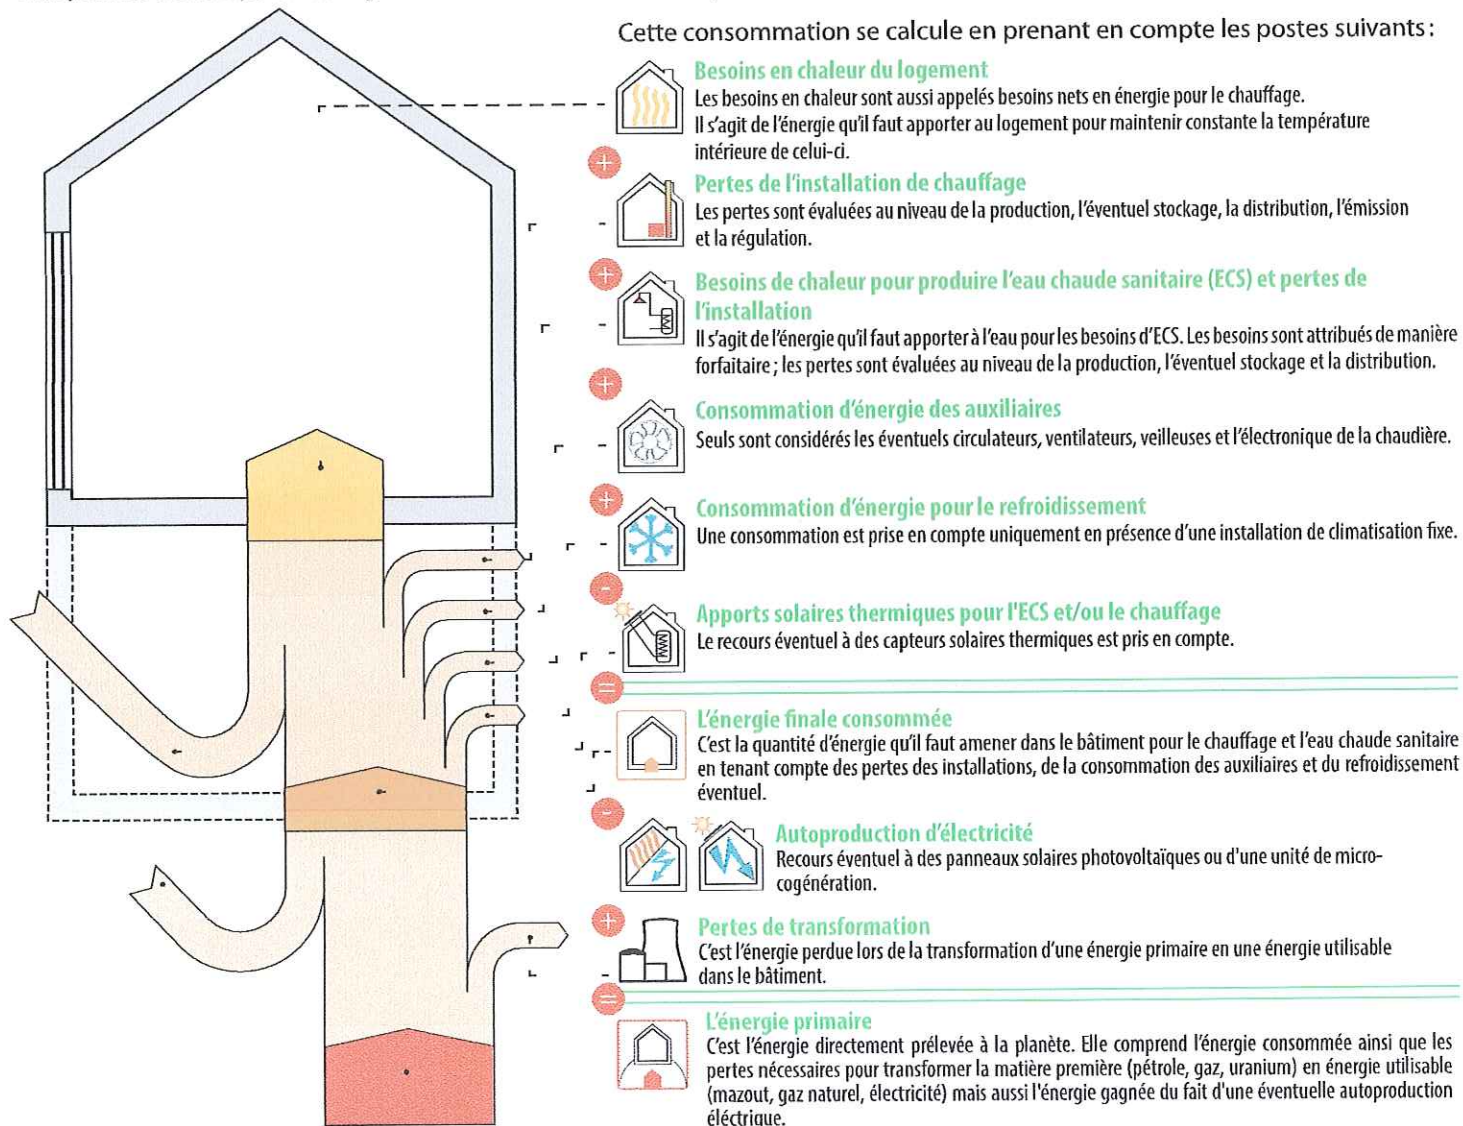 Cette consommation se calcule en prenant en compte les postes suivants :
Besoins en chaleur du logement
Les besoins en chaleur sont aussi appelés besoins nets en énergie pour le chauffage.
Il s'agit de l'énergie qu'il faut apporter au logement pour maintenir constante la température
intérieure de celui-ci.
+
Pertes de l'installation de chauffage
Les pertes sont évaluées au niveau de la production, l'éventuel stockage, la distribution, l'émission
et la régulation.
+
Besoins de chaleur pour produire l'eau chaude sanitaire (ECS) et pertes de
l'installation
Il s'agit de l'énergie qu'il faut apporter à l'eau pour les besoins d'ECS. Les besoins sont attribués de manière
forfaitaire ; les pertes sont évaluées au niveau de la production, l'éventuel stockage et la distribution.
+
Consommation d'énergie des auxiliaires
Seuls sont considérés les éventuels circulateurs, ventilateurs, veilleuses et l'électronique de la chaudière.
+
Consommation d'énergie pour le refroidissement
Une consommation est prise en compte uniquement en présence d'une installation de climatisation fixe.
-
Apports solaires thermiques pour l'ECS et/ou le chauffage
Le recours éventuel à des capteurs solaires thermiques est pris en compte.
=
L'énergie finale consommée
C'est la quantité d'énergie qu'il faut amener dans le bâtiment pour le chauffage et l'eau chaude sanitaire
en tenant compte des pertes des installations, de la consommation des auxiliaires et du refroidissement
éventuel.
-
Autoproduction d'électricité
Recours éventuel à des panneaux solaires photovoltaïques ou d'une unité de micro-
cogénération.
+
Pertes de transformation
C'est l'énergie perdue lors de la transformation d'une énergie primaire en une énergie utilisable
dans le bâtiment.
=
L'énergie primaire
C'est l'énergie directement prélevée à la planète. Elle comprend l'énergie consommée ainsi que les
pertes nécessaires pour transformer la matière première (pétrole, gaz, uranium) en énergie utilisable
(mazout, gaz naturel, électricité) mais aussi l'énergie gagnée du fait d'une éventuelle autoproduction
éléctrique.